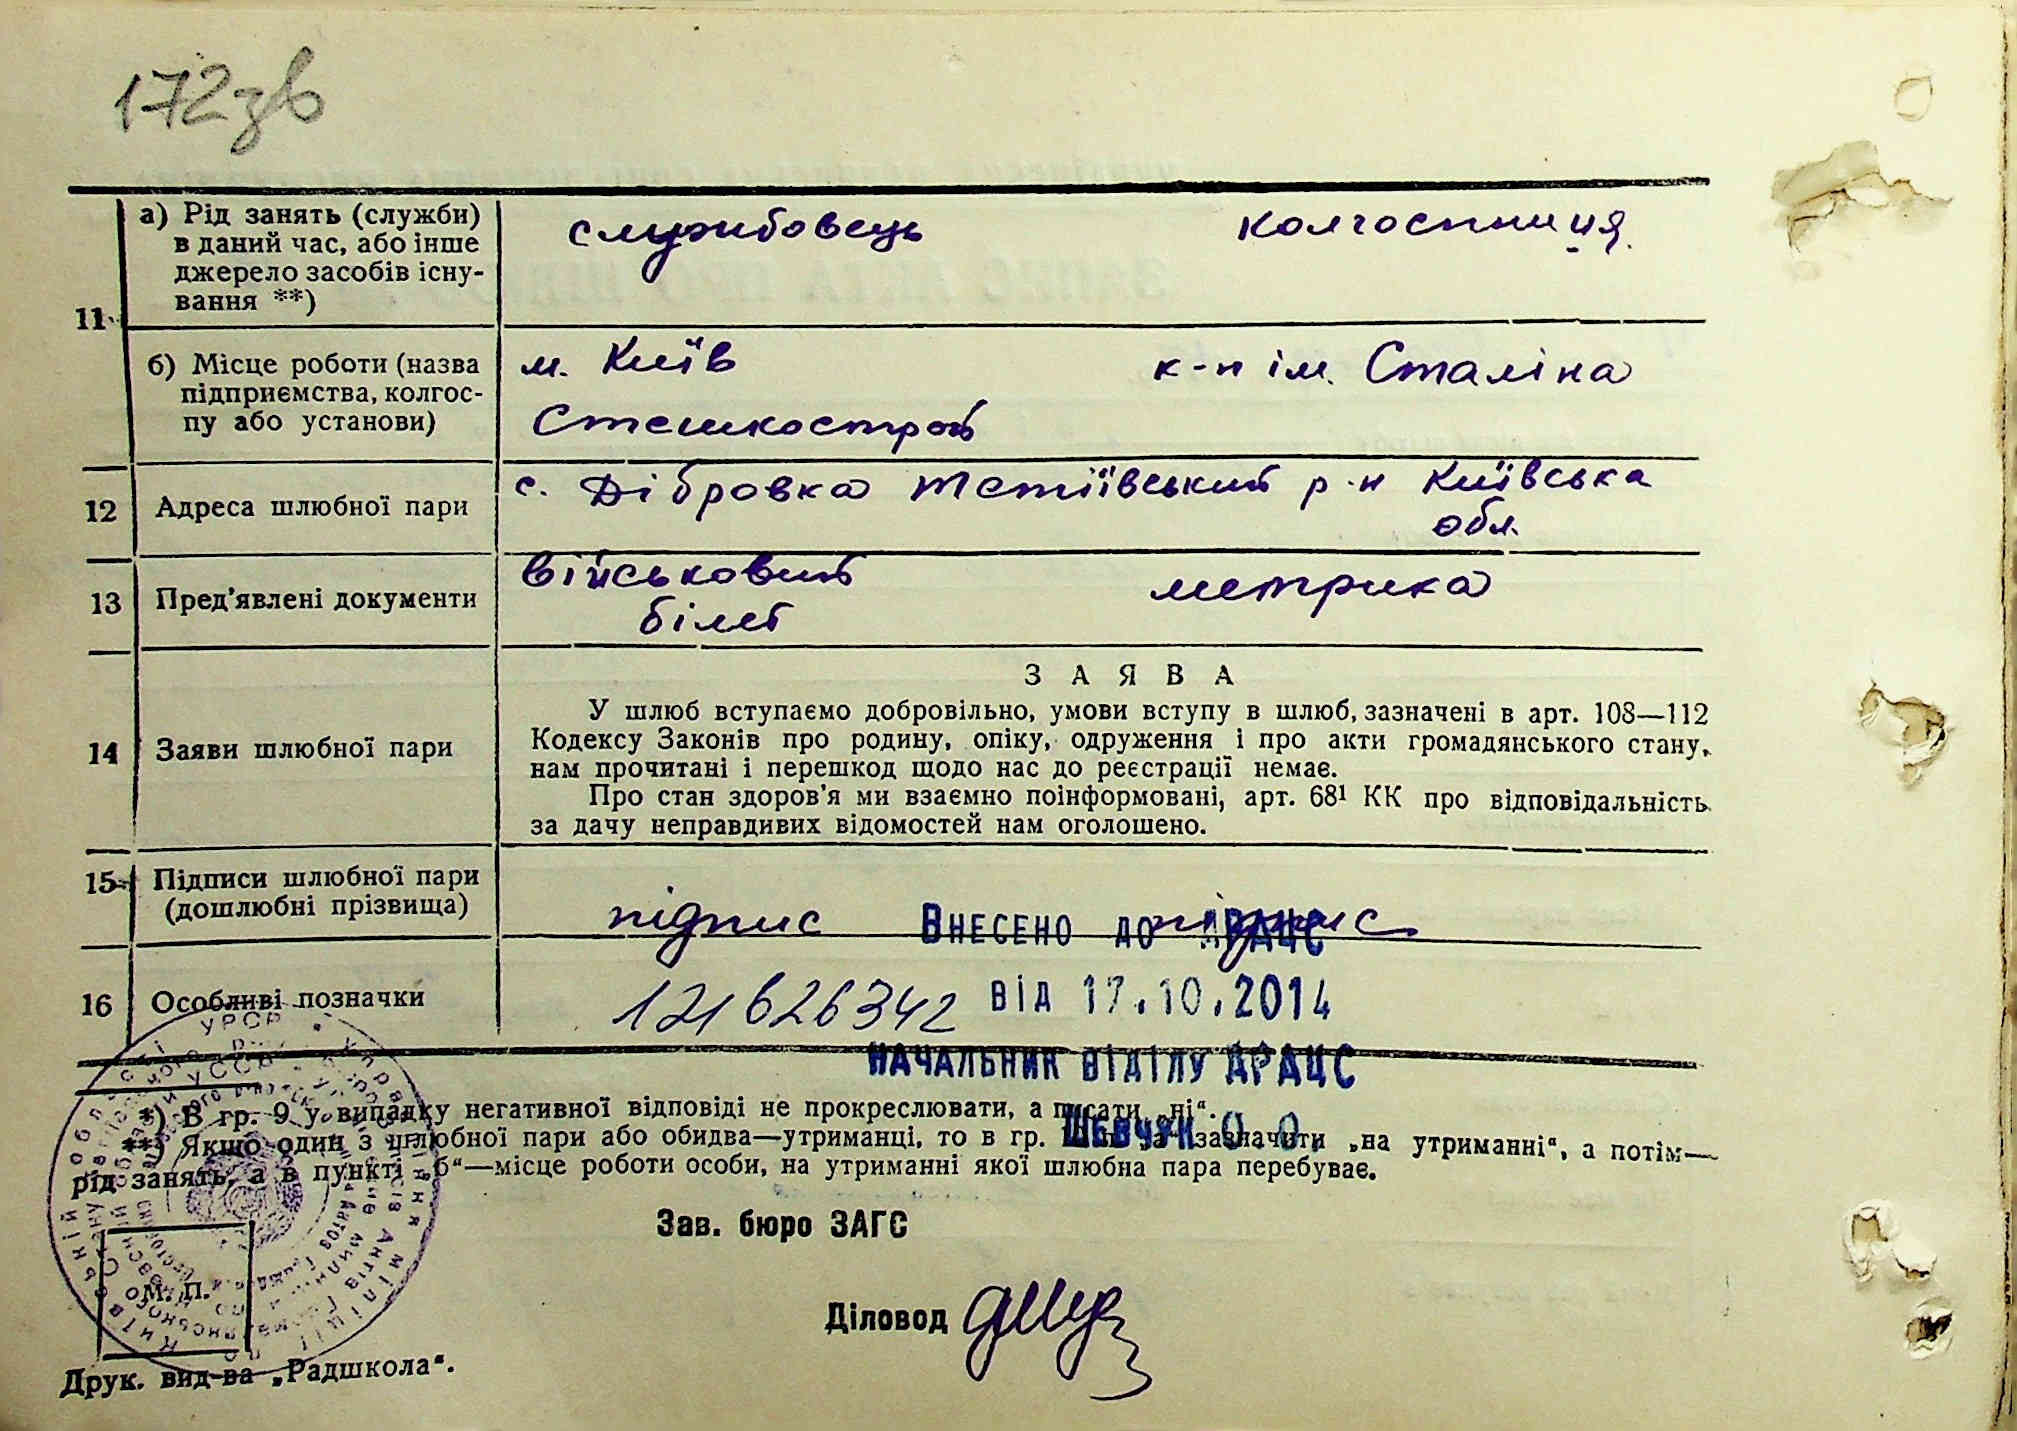 172зв
11
а) Рід занять (служби)
в даний час, або інше
джерело засобів існу-
вання **)
службовець колгоспниця.
б) Місце роботи (назва
підприємства, колгос-
пу або установи)
м. Київ к-п ім. Сталіна
12 Адреса шлюбної пари
с. Дібровка Тетіївський р-н Київська
обл.
13 Пред'явлені документи
військовий метрика
білет
14 Заяви шлюбної пари
ЗАЯВА
У шлюб вступаємо добровільно, умови вступу в шлюб, зазначені в арт. 108—112
Кодексу Законів про родину, опіку, одруження і про акти громадянського стану,
нам прочитані і перешкод щодо нас до реєстрації немає.
Про стан здоров'я ми взаємно поінформовані, арт. 68¹ КК про відповідальність
за дачу неправдивих відомостей нам оголошено.
15 Підписи шлюбної пари
(дошлюбні прізвища)
підпис підпис
Внесено до ДРАЦС
16 Особливі позначки
121626342 від 17.10.2014
НАЧАЛЬНИК ВІДІЛУ ДРАЦС
Шевчук О.О.
*) В гр. 9 у випадку негативної відповіді не прокреслювати, а писати „ні“.
**) Якщо один з шлюбної пари або обидва—утриманці, то в гр. зазначити „на утриманні“, а потім—
рід занять, а в пункті „б“—місце роботи особи, на утриманні якої шлюбна пара перебуває.
Зав. бюро ЗАГС
М. П.
Діловод
Друк. вид-ва „Радшкола“.